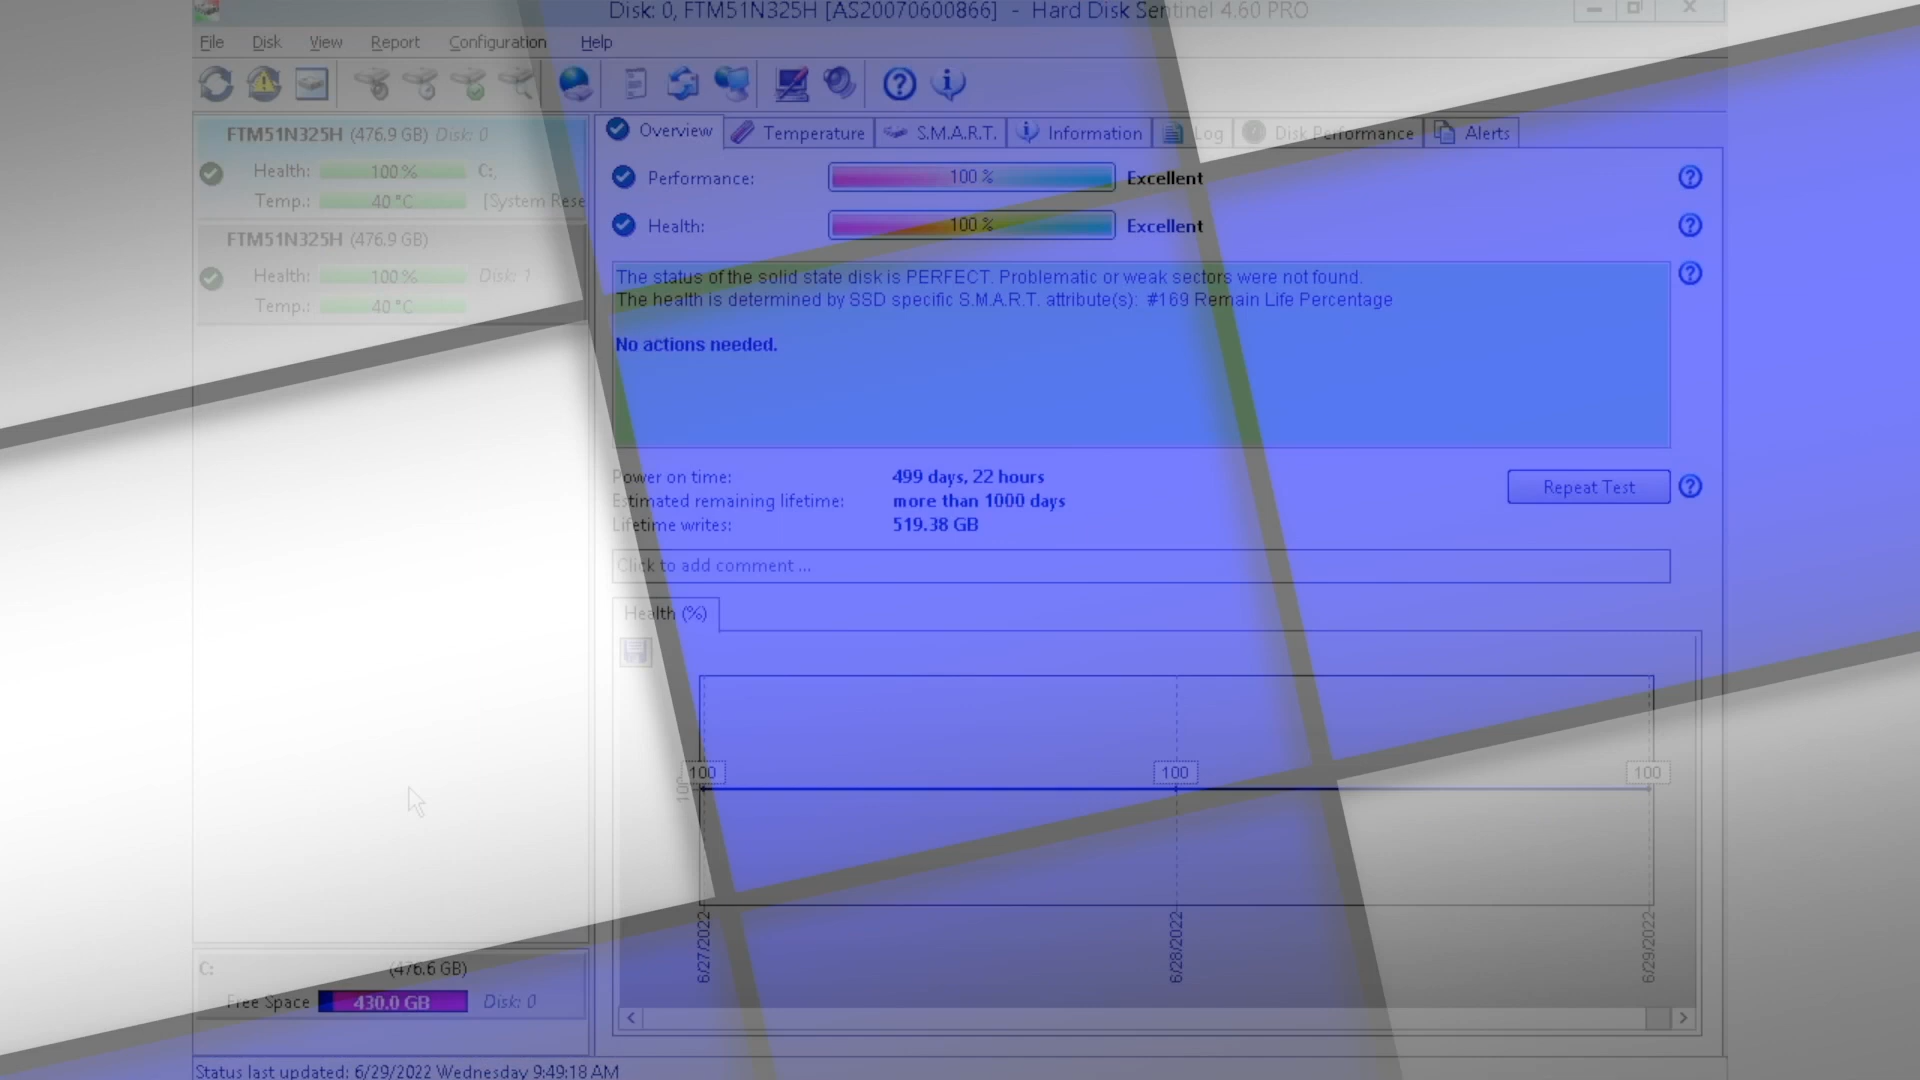 Disk: 0, FTM51N325H [AS20070600866] - Hard Disk Sentinel 4.60 PRO
File Disk View Report Configuration Help
FTM51N325H (476.9 GB) Disk: 0
Health: 100 % C:,
Temp.: 40 °C [System Rese
FTM51N325H (476.9 GB)
Health: 100 % Disk: 1
Temp.: 40 °C
Overview Temperature S.M.A.R.T. Information Log Disk Performance Alerts
Performance: 100 % Excellent
Health: 100 % Excellent
The status of the solid state disk is PERFECT. Problematic or weak sectors were not found.
The health is determined by SSD specific S.M.A.R.T. attribute(s): #169 Remain Life Percentage
No actions needed.
Power on time: 499 days, 22 hours
Estimated remaining lifetime: more than 1000 days
Lifetime writes: 519.38 GB
Repeat Test
Click to add comment ...
Health (%)
100
100 100 100
6/27/2022 6/28/2022 6/29/2022
C: (476.6 GB)
Free Space 430.0 GB Disk: 0
Status last updated: 6/29/2022 Wednesday 9:49:18 AM